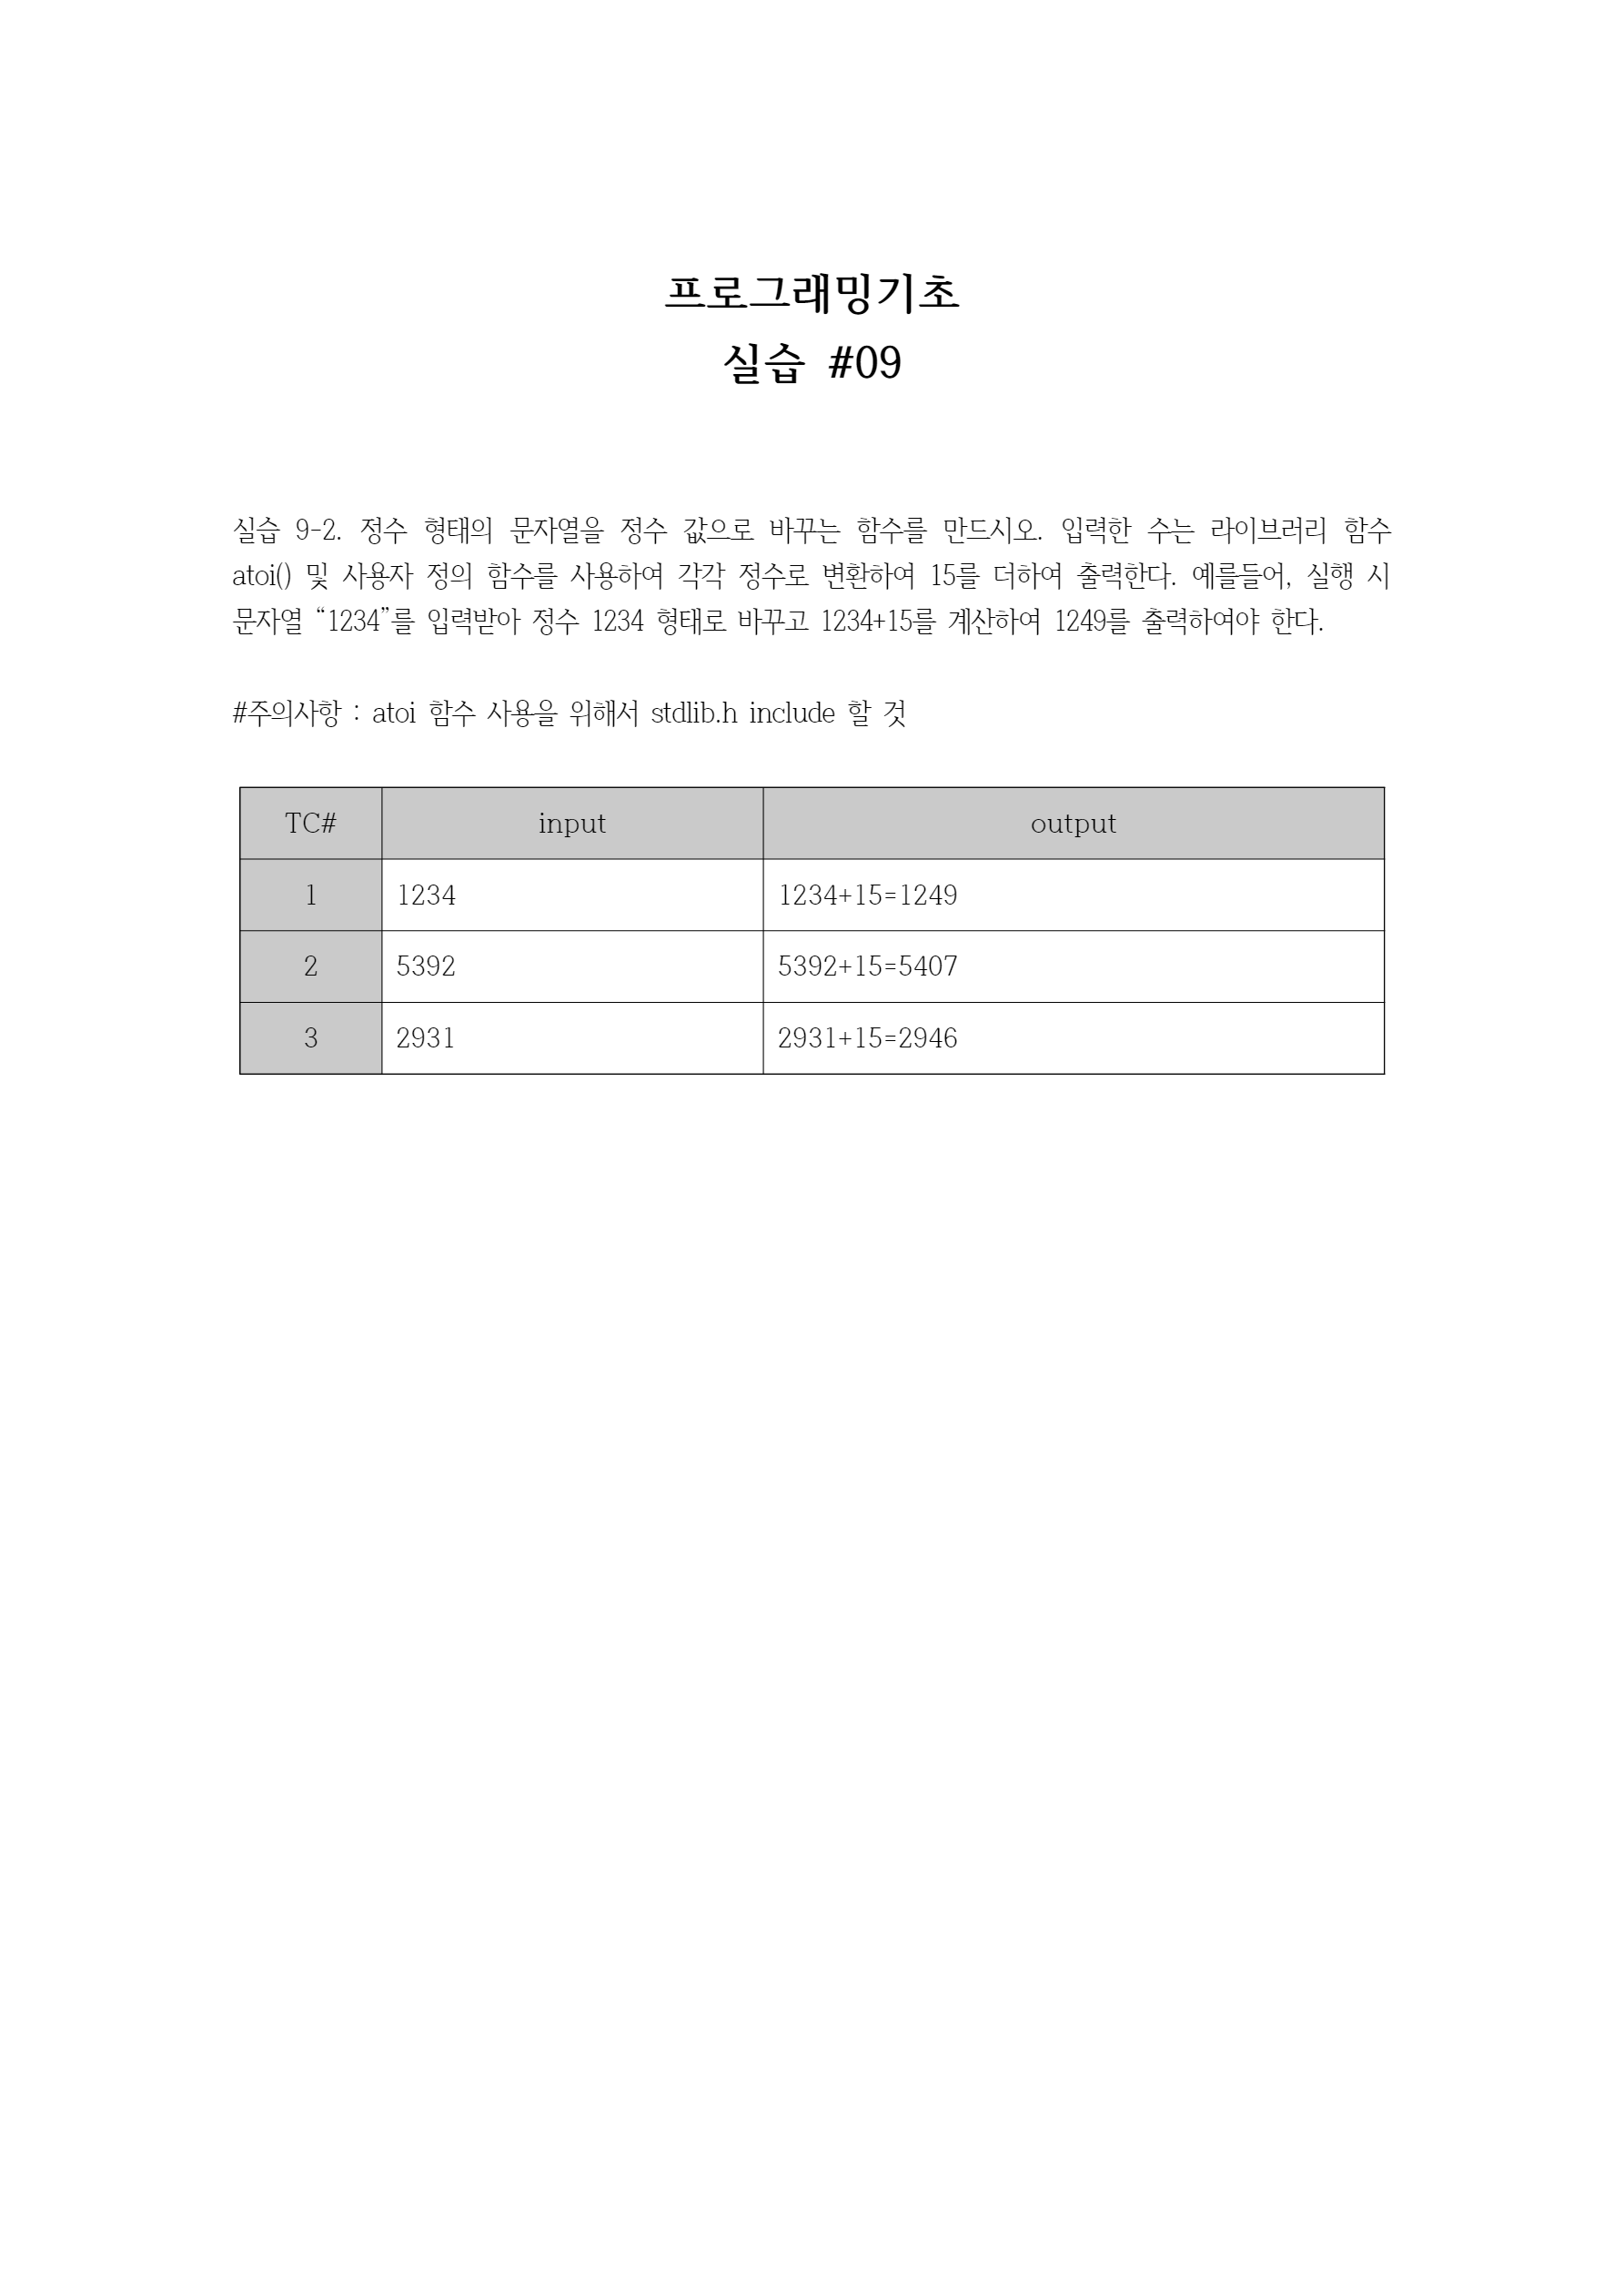 프로그래밍기초
실습 #09
실습 9-2. 정수 형태의 문자열을 정수 값으로 바꾸는 함수를 만드시오. 입력한 수는 라이브러리 함수
atoi() 및 사용자 정의 함수를 사용하여 각각 정수로 변환하여 15를 더하여 출력한다. 예를들어, 실행 시
문자열 “1234”를 입력받아 정수 1234 형태로 바꾸고 1234+15를 계산하여 1249를 출력하여야 한다.
#주의사항 : atoi 함수 사용을 위해서 stdlib.h include 할 것
TC# input output
1 1234 1234+15=1249
2 5392 5392+15=5407
3 2931 2931+15=2946